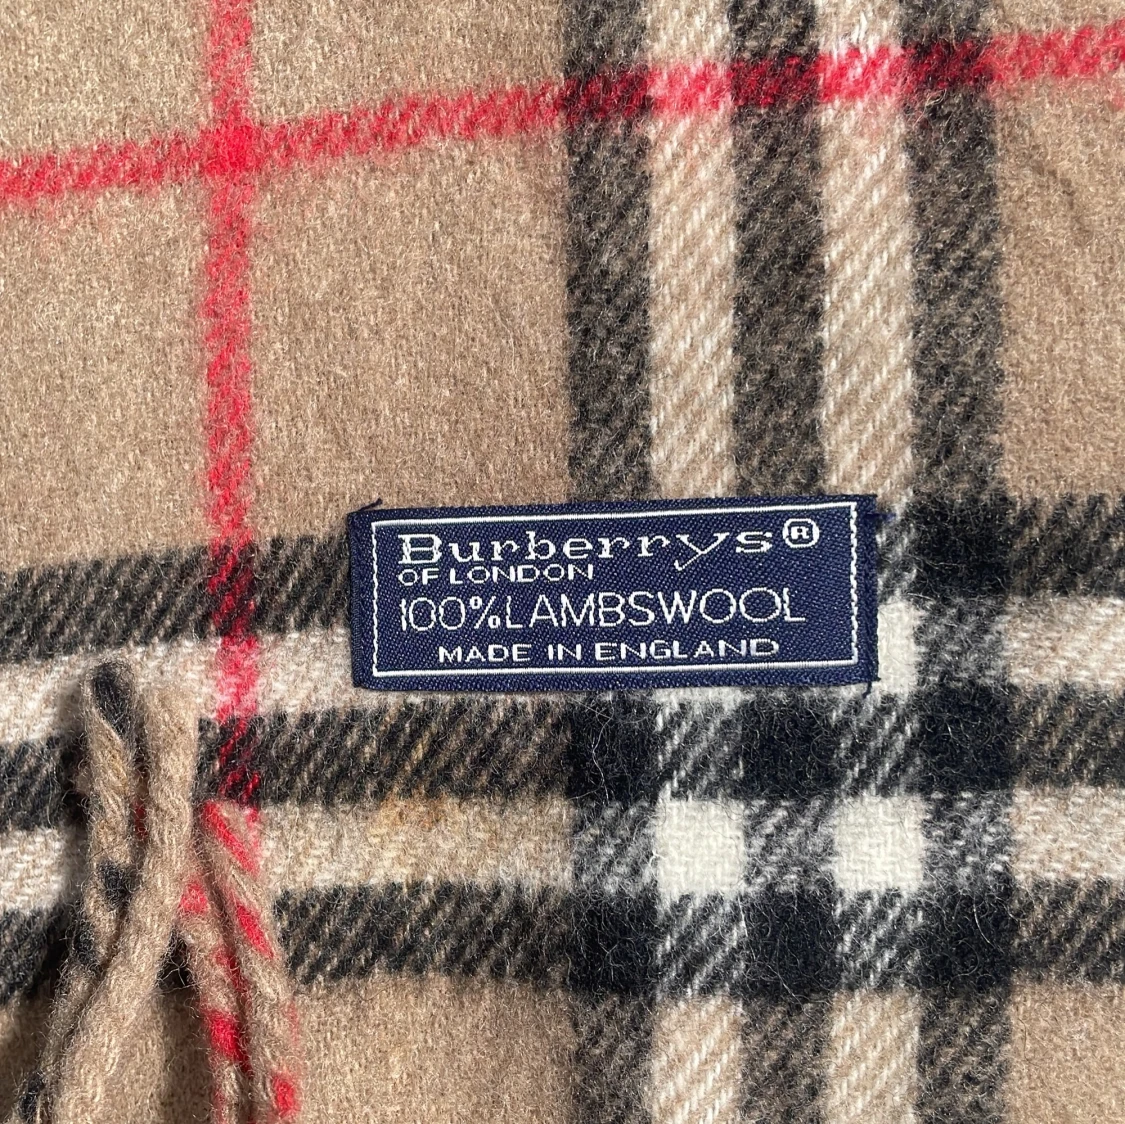 Burberrys®
OF LONDON
100%LAMBSWOOL
MADE IN ENGLAND